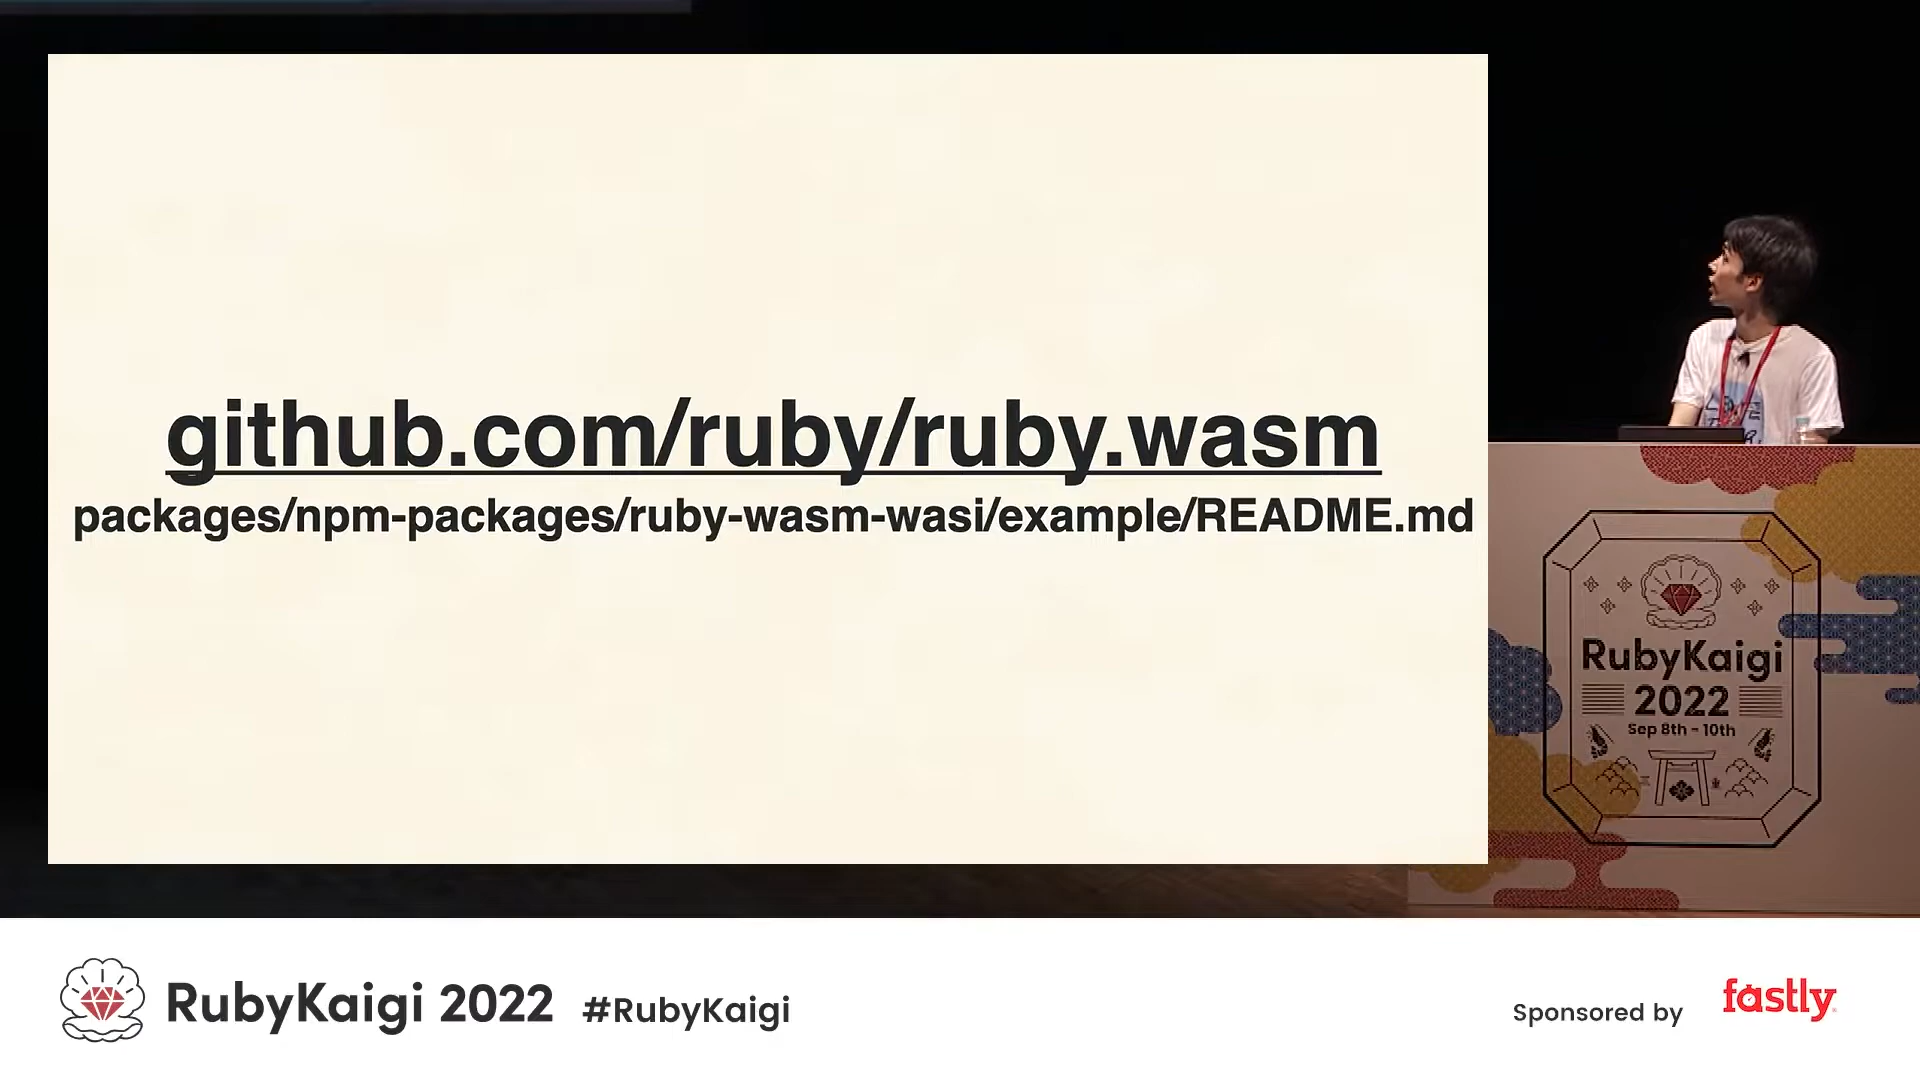 github.com/ruby/ruby.wasm
packages/npm-packages/ruby-wasm-wasi/example/README.md
RubyKaigi
2022
Sep 8th - 10th
RubyKaigi 2022 #RubyKaigi
Sponsored by fastly